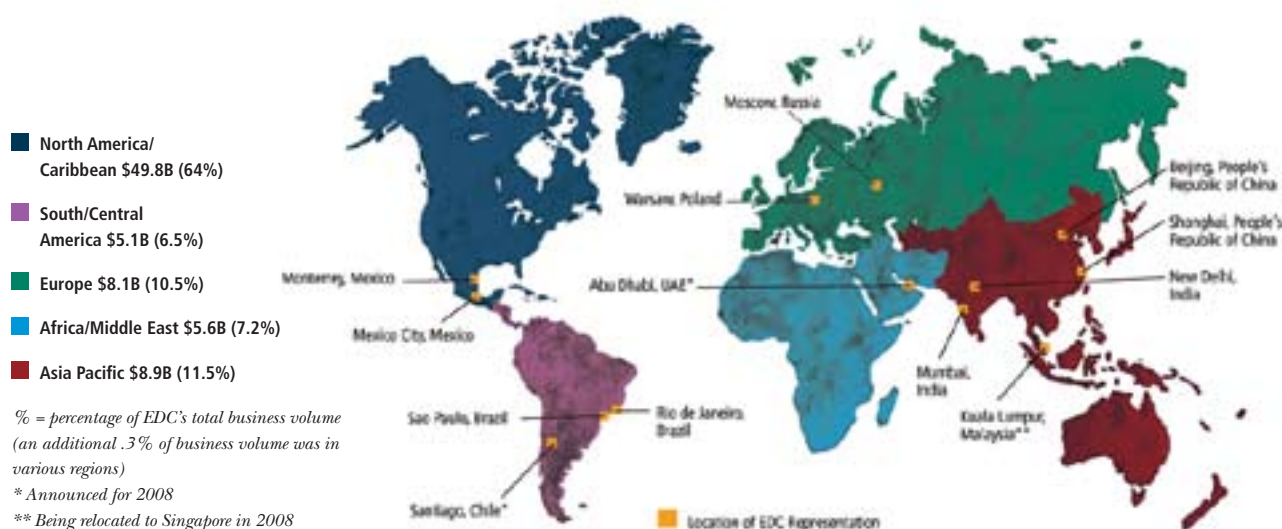 North America/
Caribbean $49.8B (64%)
South/Central
America $5.1B (6.5%)
Europe $8.1B (10.5%)
Africa/Middle East $5.6B (7.2%)
Asia Pacific $8.9B (11.5%)
% = percentage of EDC's total business volume
(an additional .3% of business volume was in
various regions)
* Announced for 2008
** Being relocated to Singapore in 2008
Moscow, Russia
Warsaw, Poland
Beijing, People's
Republic of China
Shanghai, People's
Republic of China
New Delhi,
India
Abu Dhabi, UAE*
Monterrey, Mexico
Mexico City, Mexico
Mumbai,
India
Kuala Lumpur,
Malaysia**
Sao Paulo, Brazil
Rio de Janeiro,
Brazil
Santiago, Chile*
Location of EDC Representation